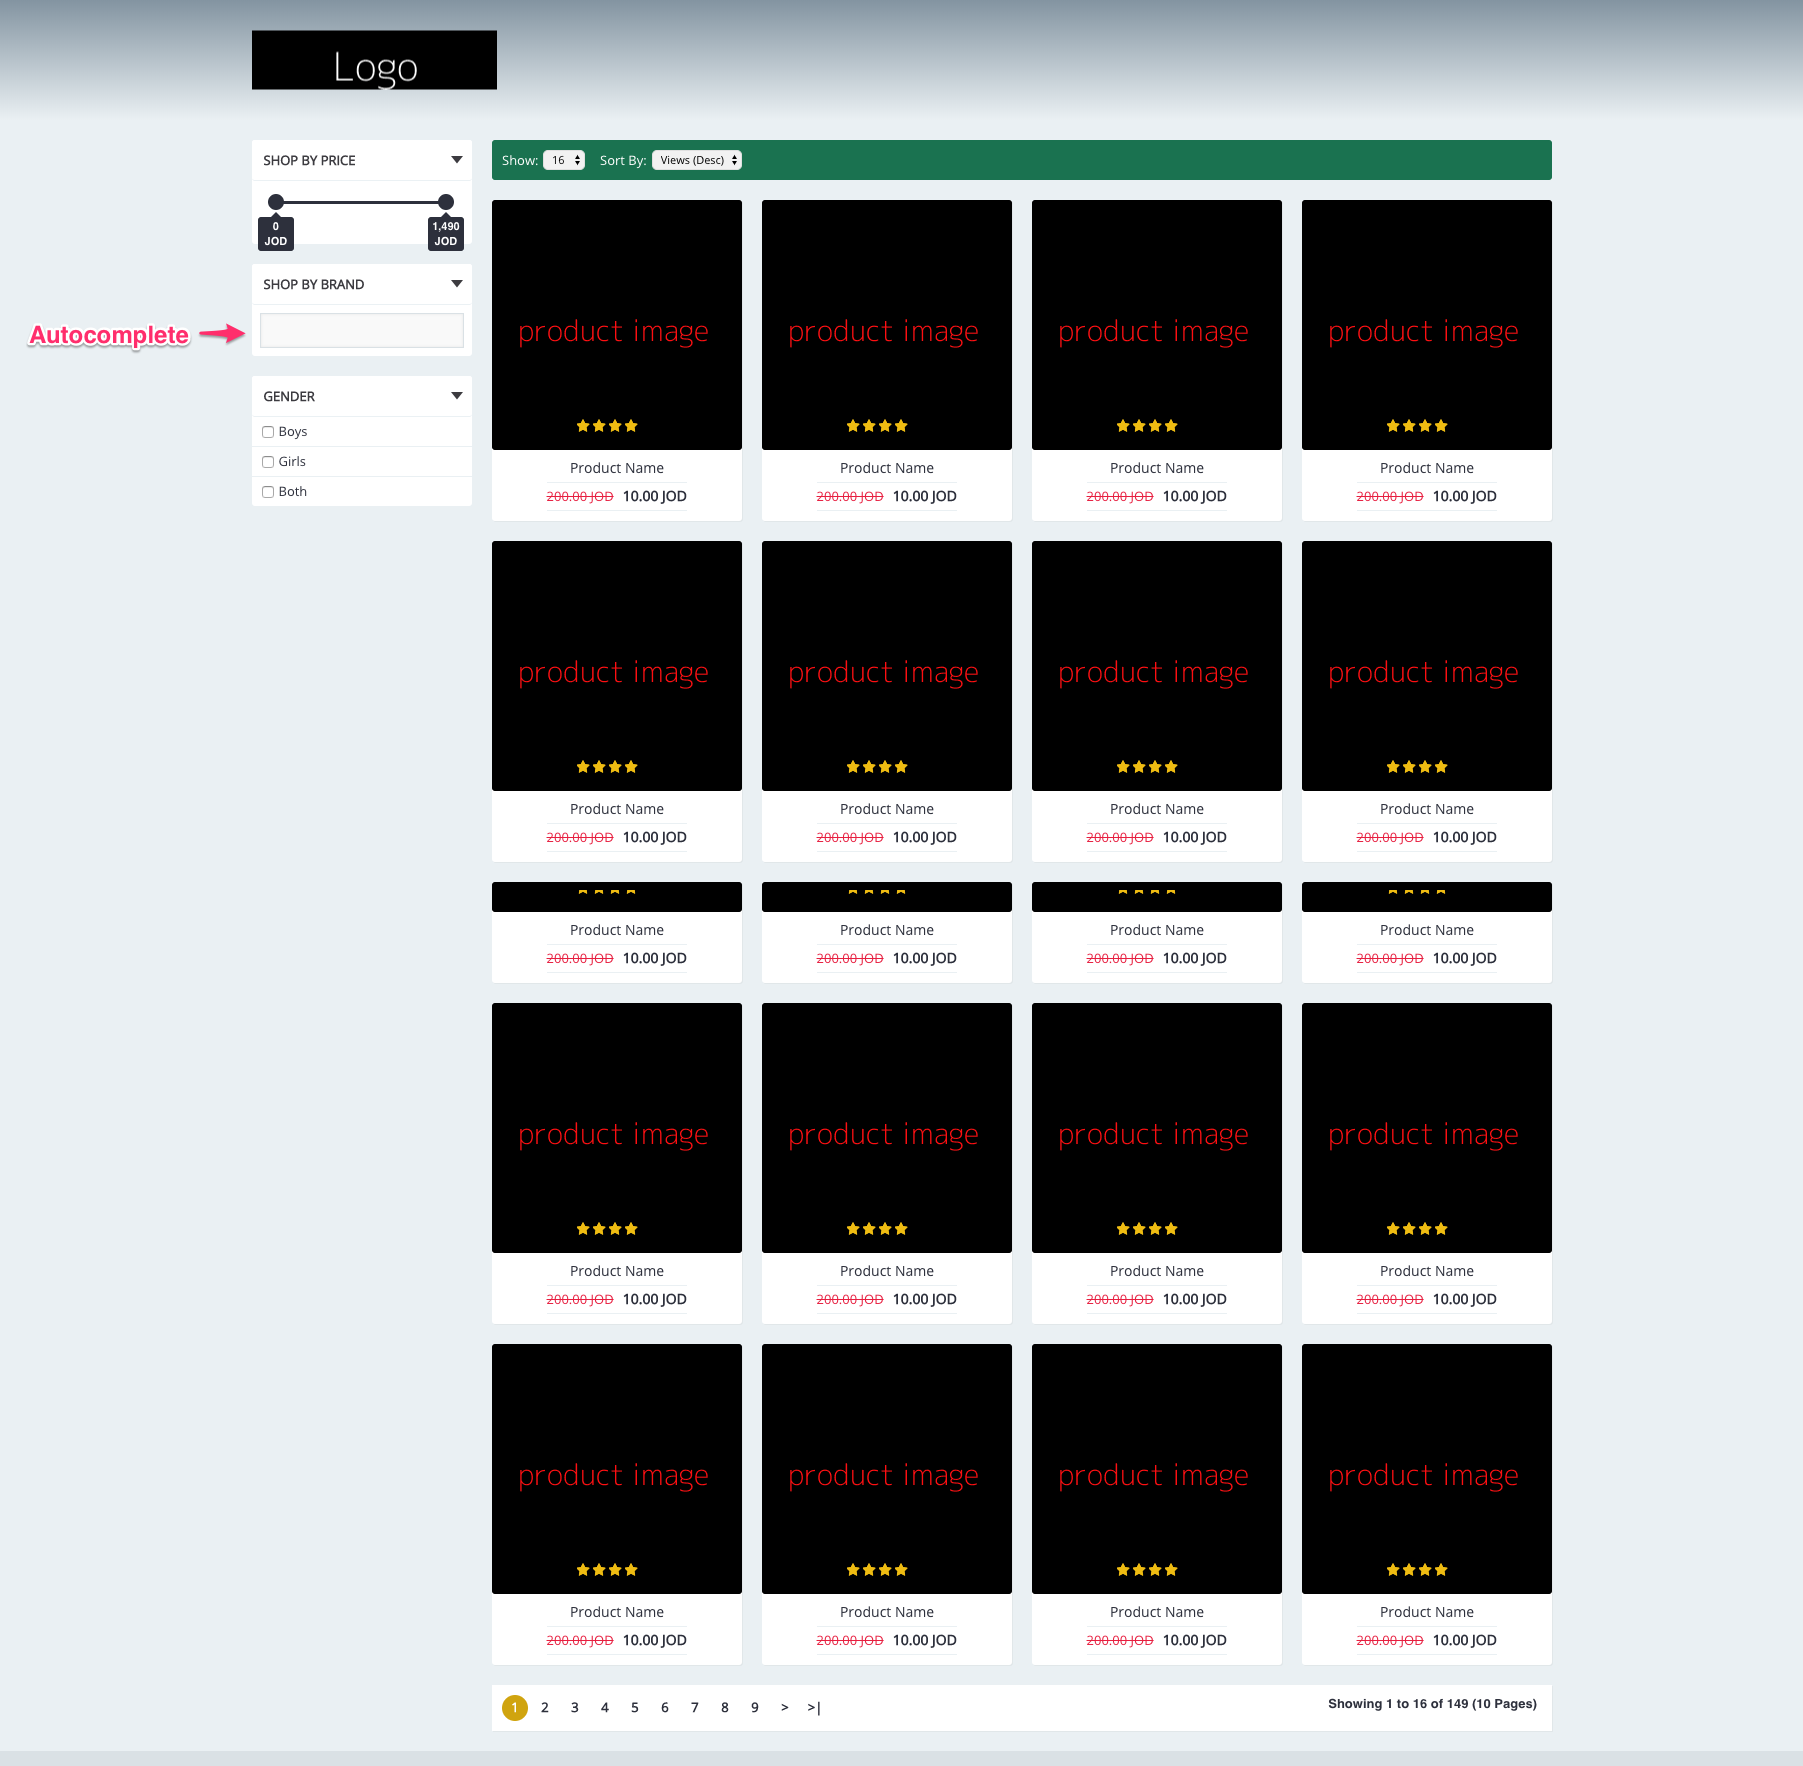 Logo
SHOP BY PRICE
0
JOD
1,490
JOD
SHOP BY BRAND
Autocomplete
GENDER
Boys
Girls
Both
Show: 16 Sort By: Views (Desc)
product image product image product image product image
Product Name Product Name Product Name Product Name
200.00 JOD 10.00 JOD 200.00 JOD 10.00 JOD 200.00 JOD 10.00 JOD 200.00 JOD 10.00 JOD
product image product image product image product image
Product Name Product Name Product Name Product Name
200.00 JOD 10.00 JOD 200.00 JOD 10.00 JOD 200.00 JOD 10.00 JOD 200.00 JOD 10.00 JOD
Product Name Product Name Product Name Product Name
200.00 JOD 10.00 JOD 200.00 JOD 10.00 JOD 200.00 JOD 10.00 JOD 200.00 JOD 10.00 JOD
product image product image product image product image
Product Name Product Name Product Name Product Name
200.00 JOD 10.00 JOD 200.00 JOD 10.00 JOD 200.00 JOD 10.00 JOD 200.00 JOD 10.00 JOD
product image product image product image product image
Product Name Product Name Product Name Product Name
200.00 JOD 10.00 JOD 200.00 JOD 10.00 JOD 200.00 JOD 10.00 JOD 200.00 JOD 10.00 JOD
1 2 3 4 5 6 7 8 9 > >|
Showing 1 to 16 of 149 (10 Pages)